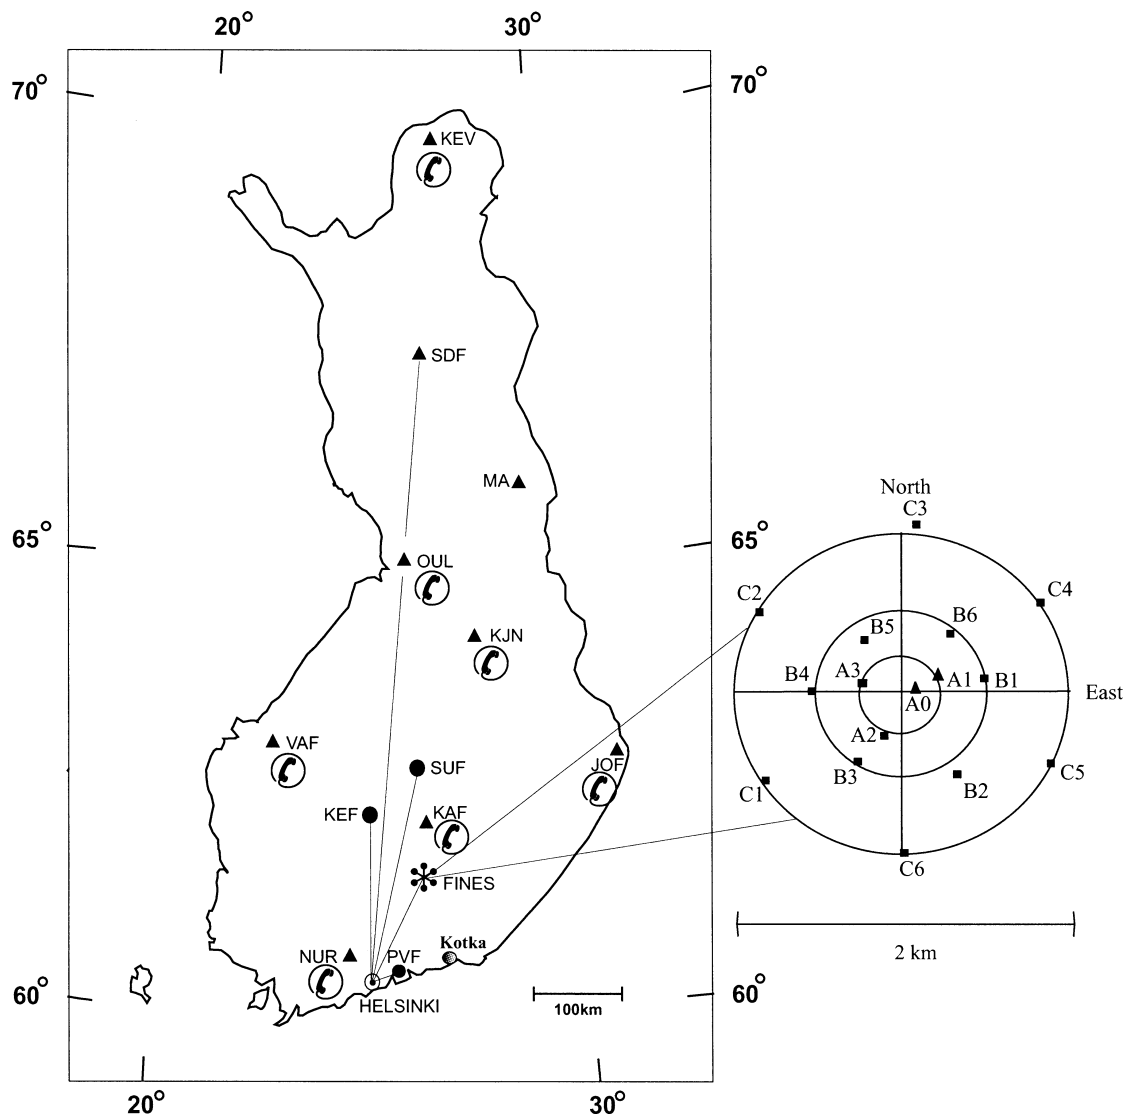 20°
30°
70°
70°
KEV
SDF
MA
North
C3
65°
65°
OUL
C2
C4
KJN
B5
B6
B4
A3
A1
B1
A0
East
VAF
A2
SUF
JOF
B3
C5
C1
B2
KEF
KAF
C6
FINES
Kotka
NUR
PVF
2 km
60°
60°
HELSINKI
100km
20°
30°